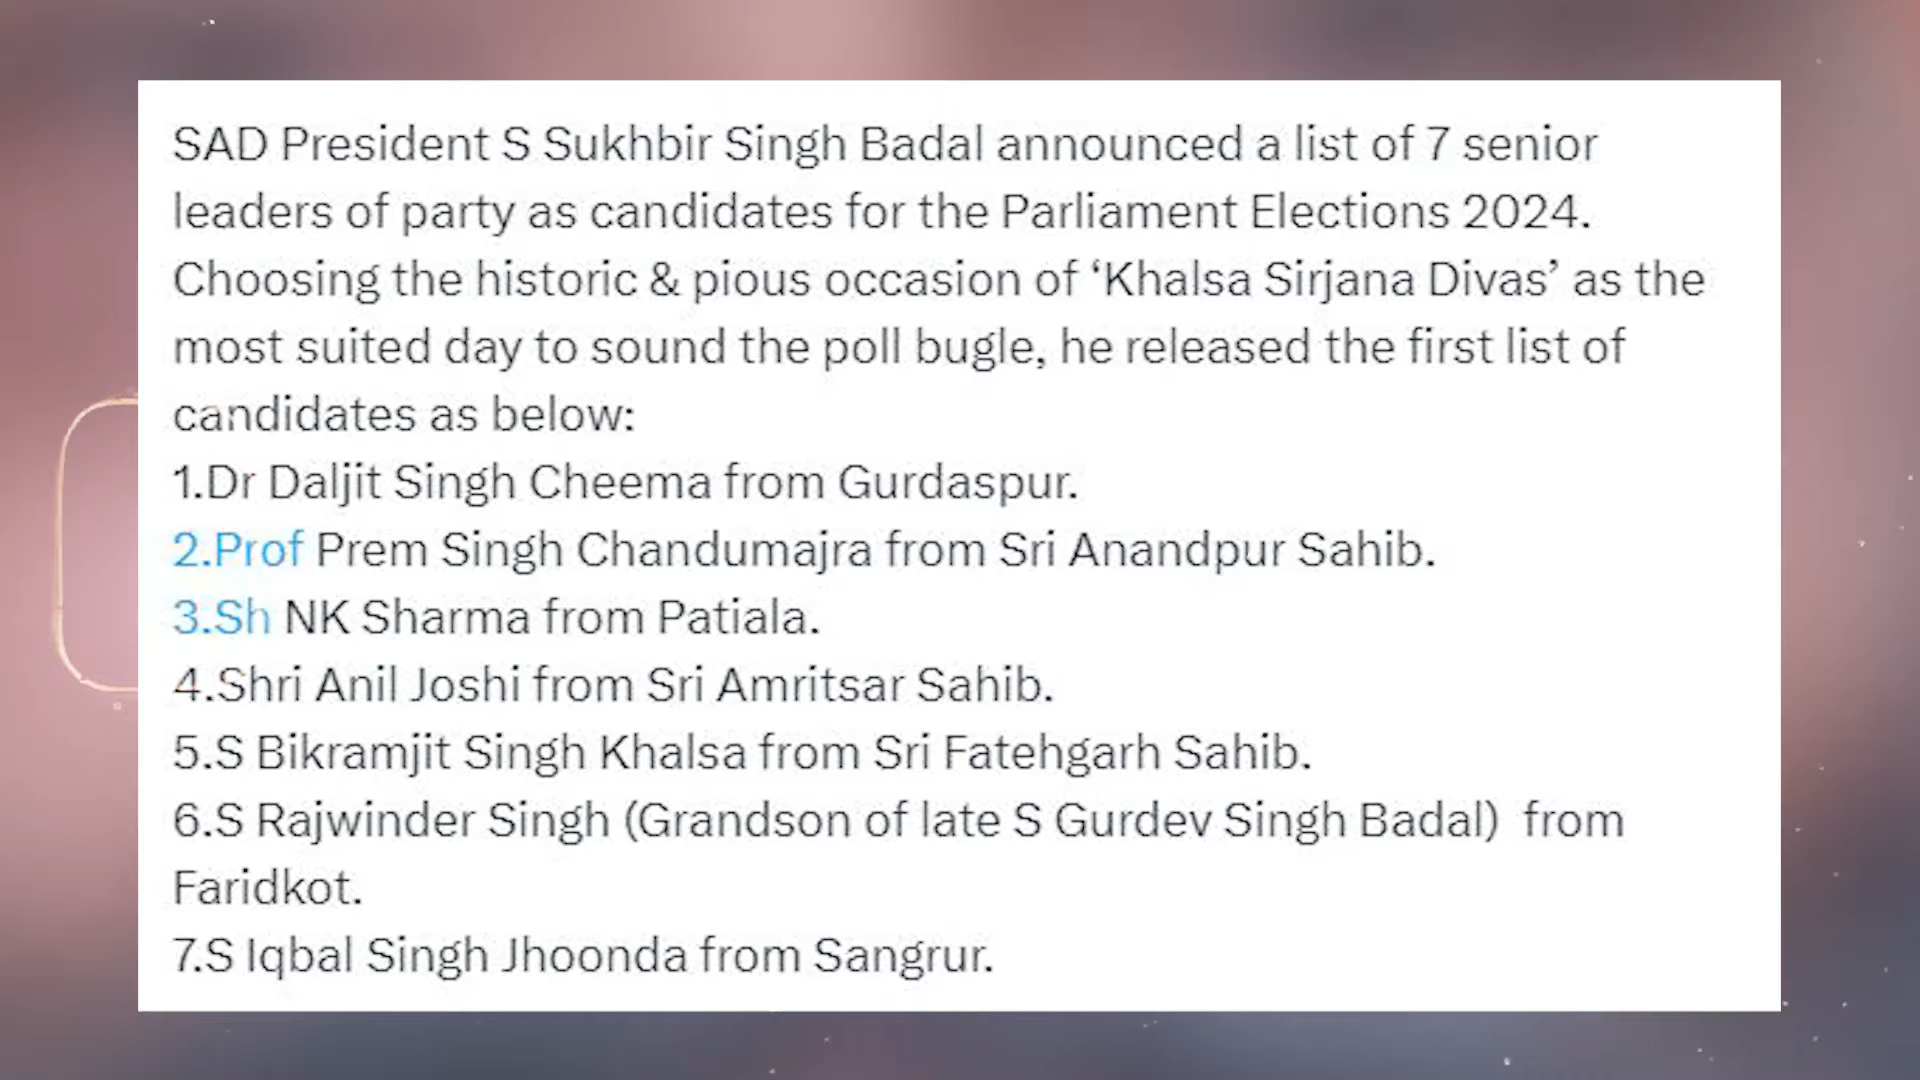 SAD President S Sukhbir Singh Badal announced a list of 7 senior
leaders of party as candidates for the Parliament Elections 2024.
Choosing the historic & pious occasion of ‘Khalsa Sirjana Divas’ as the
most suited day to sound the poll bugle, he released the first list of
candidates as below:
1.Dr Daljit Singh Cheema from Gurdaspur.
2.Prof Prem Singh Chandumajra from Sri Anandpur Sahib.
3.Sh NK Sharma from Patiala.
4.Shri Anil Joshi from Sri Amritsar Sahib.
5.S Bikramjit Singh Khalsa from Sri Fatehgarh Sahib.
6.S Rajwinder Singh (Grandson of late S Gurdev Singh Badal)  from
Faridkot.
7.S Iqbal Singh Jhoonda from Sangrur.